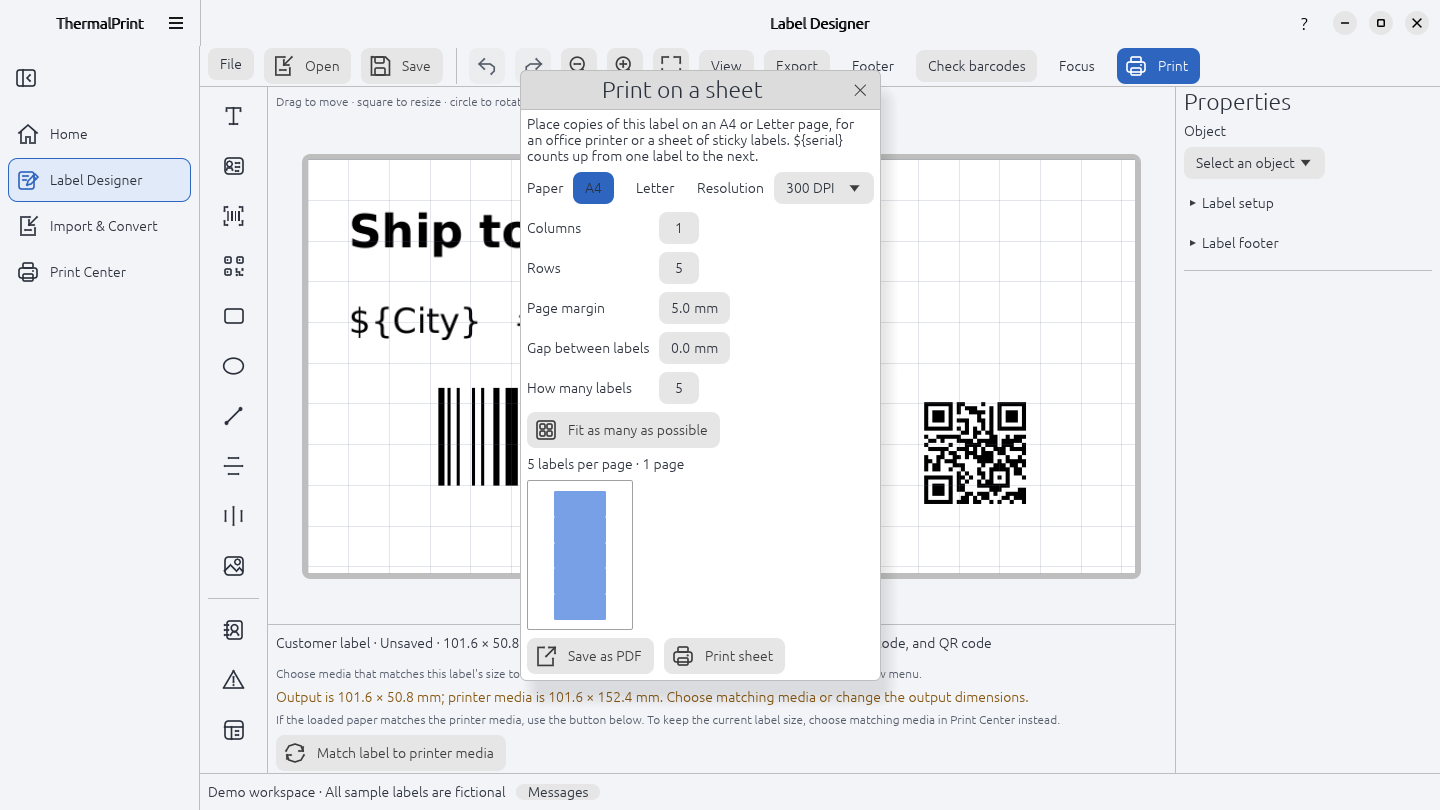 ThermalPrint
Label Designer
?
File
Open
Save
View
Export
Footer
Check barcodes
Focus
Print
Home
Label Designer
Import & Convert
Print Center
Drag to move · square to resize · circle to rotat
Ship to
${City}
Print on a sheet
Place copies of this label on an A4 or Letter page, for
an office printer or a sheet of sticky labels. ${serial}
counts up from one label to the next.
Paper A4 Letter Resolution 300 DPI
Columns 1
Rows 5
Page margin 5.0 mm
Gap between labels 0.0 mm
How many labels 5
Fit as many as possible
5 labels per page · 1 page
Save as PDF
Print sheet
Properties
Object
Select an object
Label setup
Label footer
Customer label · Unsaved · 101.6 × 50.8 ode, and QR code
Choose media that matches this label's size to w menu.
Output is 101.6 × 50.8 mm; printer media is 101.6 × 152.4 mm. Choose matching media or change the output dimensions.
If the loaded paper matches the printer media, use the button below. To keep the current label size, choose matching media in Print Center instead.
Match label to printer media
Demo workspace · All sample labels are fictional
Messages